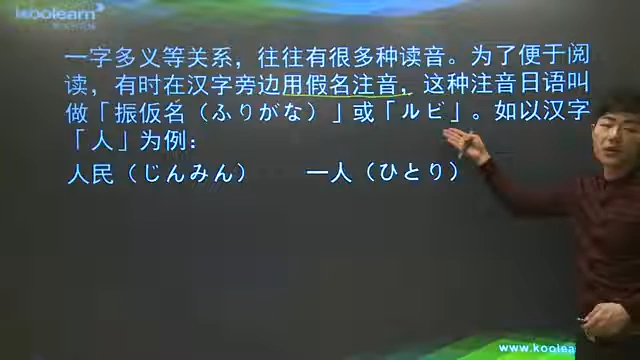 koolearn
一字多义等关系，往往有很多种读音。为了便于阅
读，有时在汉字旁边用假名注音，这种注音日语叫
做「振仮名（ふりがな）」或「ルビ」。如以汉字
「人」为例：
人民（じんみん） 一人（ひとり）
www.koolearn